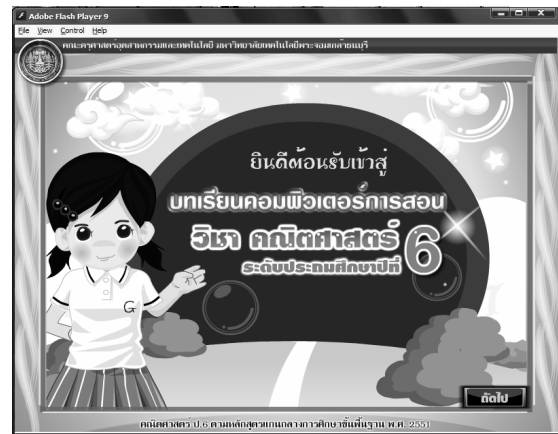 Adobe Flash Player 9
File View Control Help
คณะครุศาสตร์อุตสาหกรรมและเทคโนโลยี มหาวิทยาลัยเทคโนโลยีพระจอมเกล้าธนบุรี
ยินดีต้อนรับเข้าสู่
บทเรียนคอมพิวเตอร์การสอน
วิชา คณิตศาสตร์ 6
ระดับประถมศึกษาปีที่
G
ถัดไป
คณิตศาสตร์ ป.6 ตามหลักสูตรแกนกลางการศึกษาขั้นพื้นฐาน พ.ศ. 2551